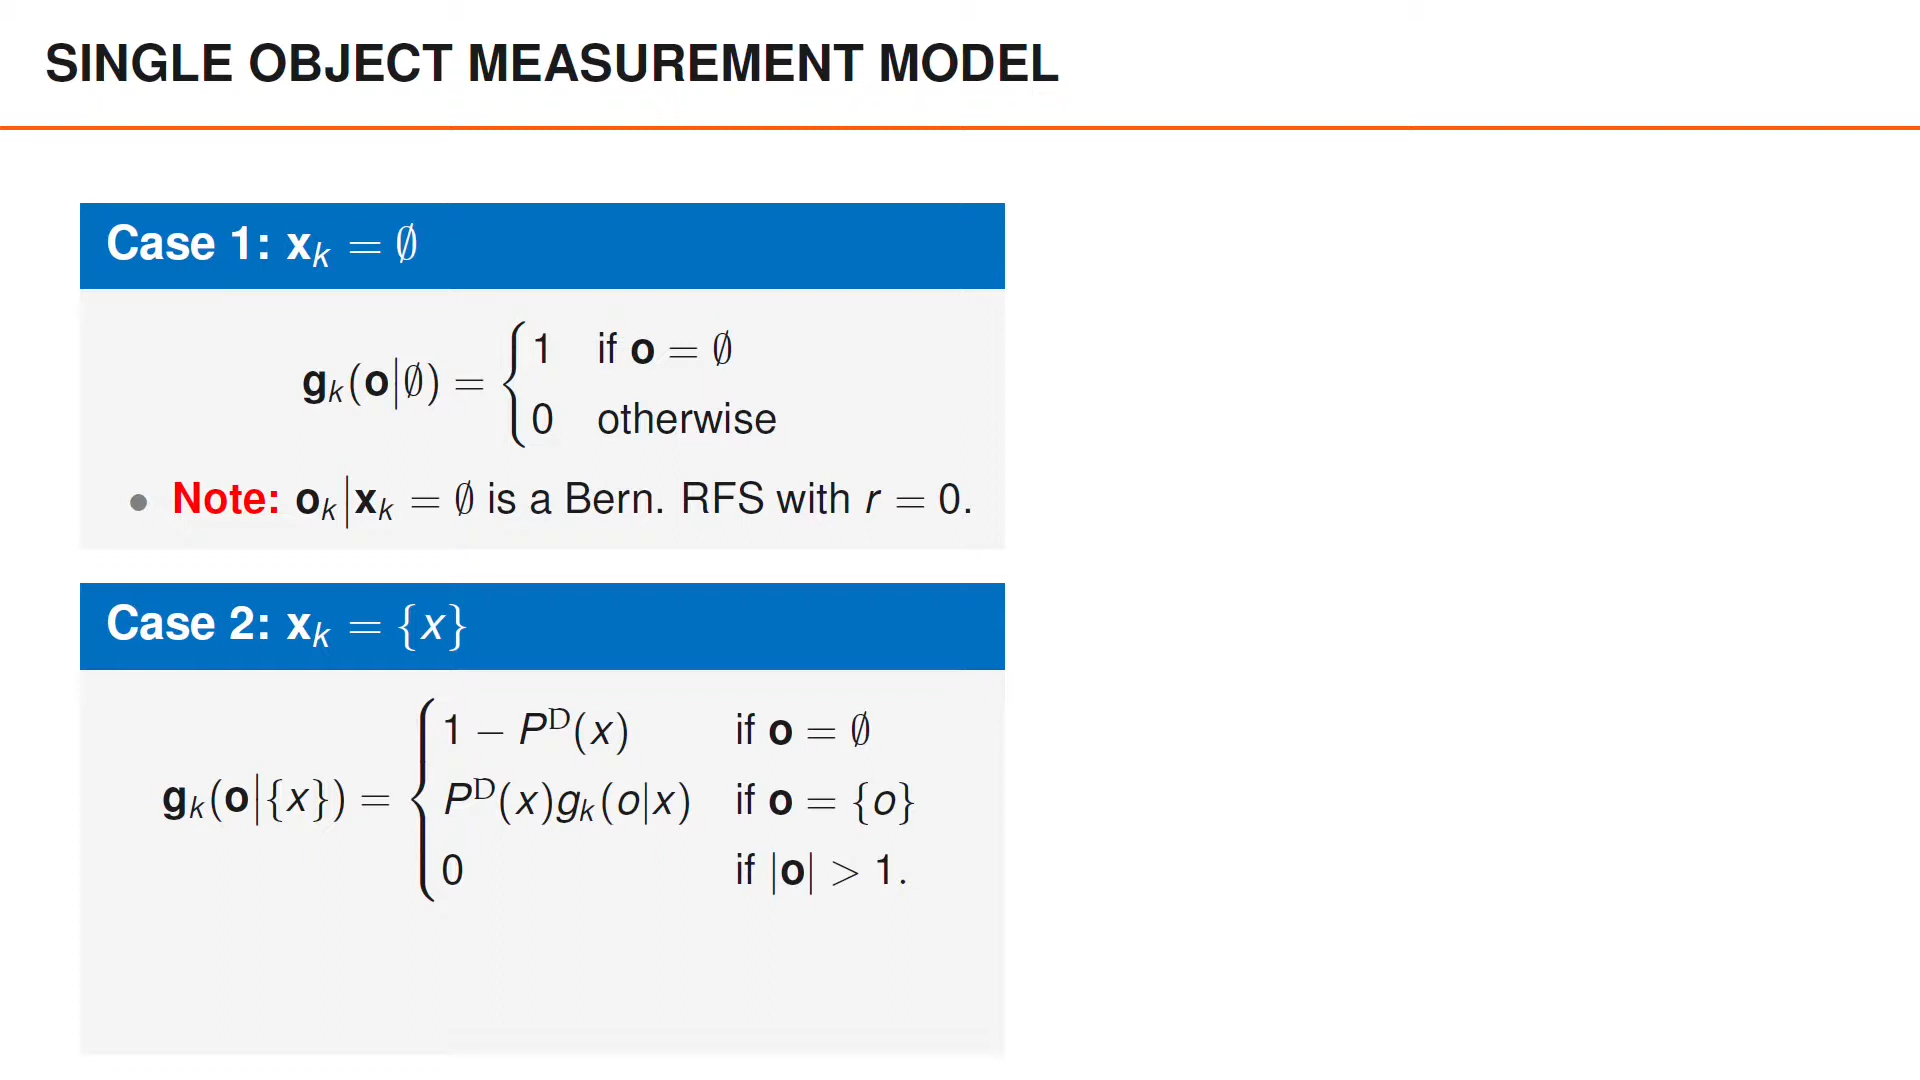 SINGLE OBJECT MEASUREMENT MODEL
Case 1: 𝐱ₖ = ∅
𝐠ₖ(𝐨|∅) = { 1 if 𝐨 = ∅
0 otherwise
• Note: 𝐨ₖ|𝐱ₖ = ∅ is a Bern. RFS with r = 0.
Case 2: 𝐱ₖ = {x}
𝐠ₖ(𝐨|{x}) = { 1 − Pᴰ(x) if 𝐨 = ∅
Pᴰ(x)gₖ(o|x) if 𝐨 = {o}
0 if |𝐨| > 1.